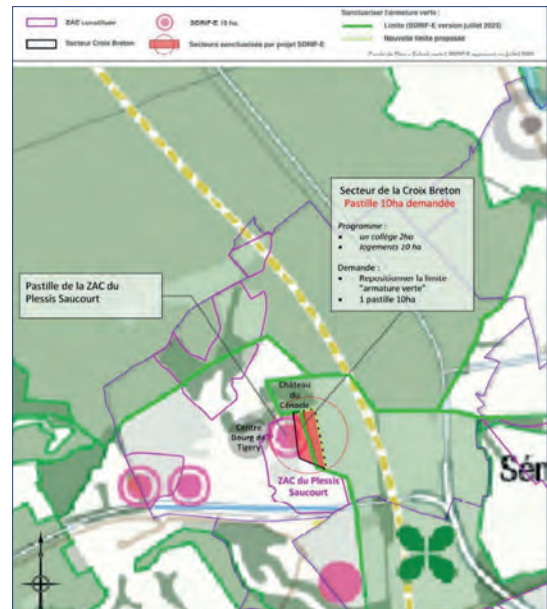 ZAC constituée
SDRIF-E 10 ha
Sanctuariser l'armature verte :
Limite (SDRIF-E version juillet 2023)
Secteur Croix Breton
Secteurs sanctuarisés par projet SDRIF-E
Nouvelle limite proposée
Secteur de la Croix Breton
Pastille 10ha demandée
Programme :
• un collège 2ha
• logements 10 ha
Demande :
• Repositionner la limite
"armature verte"
• 1 pastille 10ha
Pastille de la ZAC du
Plessis Saucourt
Château
du
Cénacle
Centre
Bourg de
Tigery
ZAC du Plessis
Saucourt
Sén